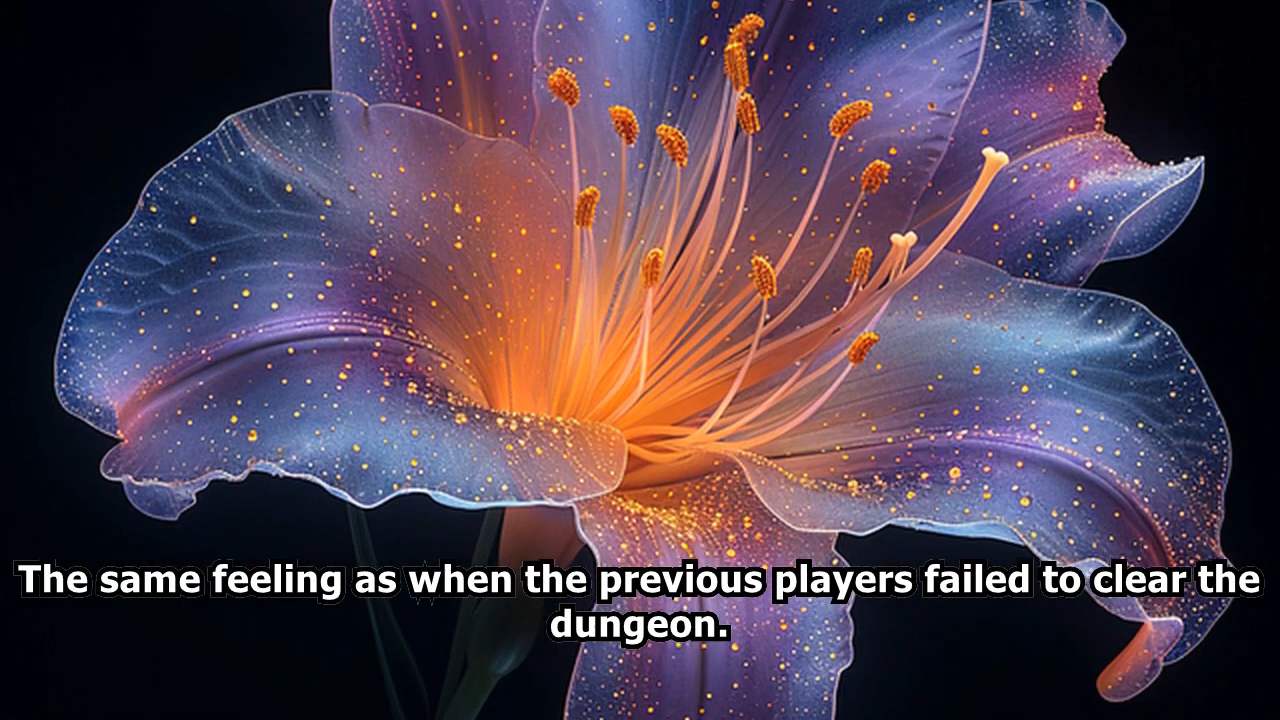 The same feeling as when the previous players failed to clear the
dungeon.